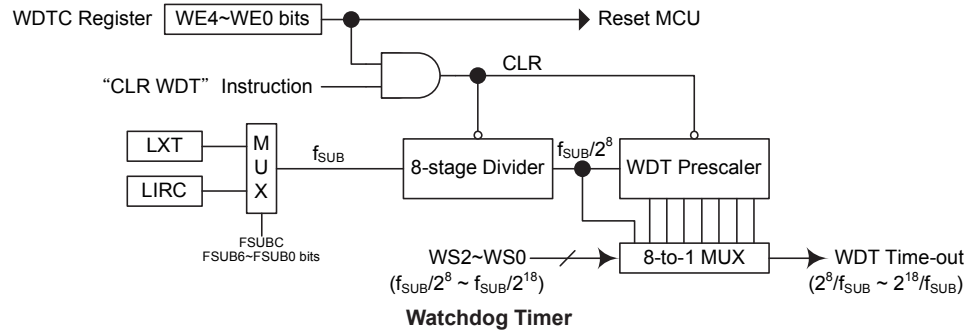 WDTC Register WE4~WE0 bits Reset MCU
CLR
“CLR WDT” Instruction
LXT
LIRC
M
U
X
fSUB
8-stage Divider
fSUB/2^8
WDT Prescaler
FSUBC
FSUB6~FSUB0 bits
WS2~WS0
(fSUB/2^8 ~ fSUB/2^18)
8-to-1 MUX
WDT Time-out
(2^8/fSUB ~ 2^18/fSUB)
Watchdog Timer